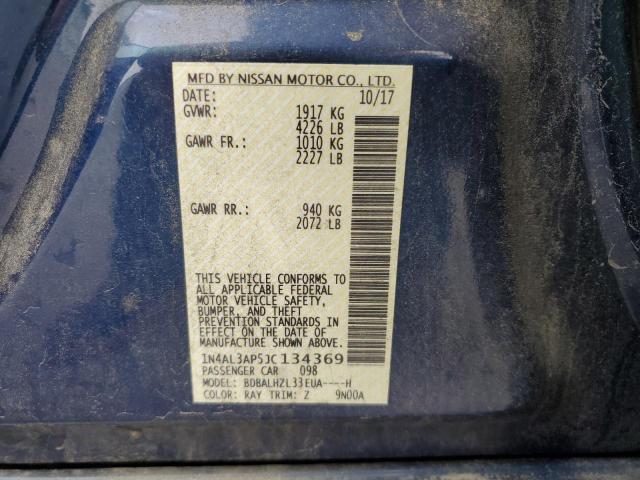 MFD BY NISSAN MOTOR CO., LTD.
DATE: 10/17
GVWR: 1917 KG
4226 LB
GAWR FR.: 1010 KG
2227 LB
GAWR RR.: 940 KG
2072 LB
THIS VEHICLE CONFORMS TO
ALL APPLICABLE FEDERAL
MOTOR VEHICLE SAFETY,
BUMPER, AND THEFT
PREVENTION STANDARDS IN
EFFECT ON THE DATE OF
MANUFACTURE SHOWN ABOVE.
1N4AL3AP5JC134369
PASSENGER CAR 098
MODEL: BDBALHZL33EUA----H
COLOR: RAY TRIM: Z 9N00A